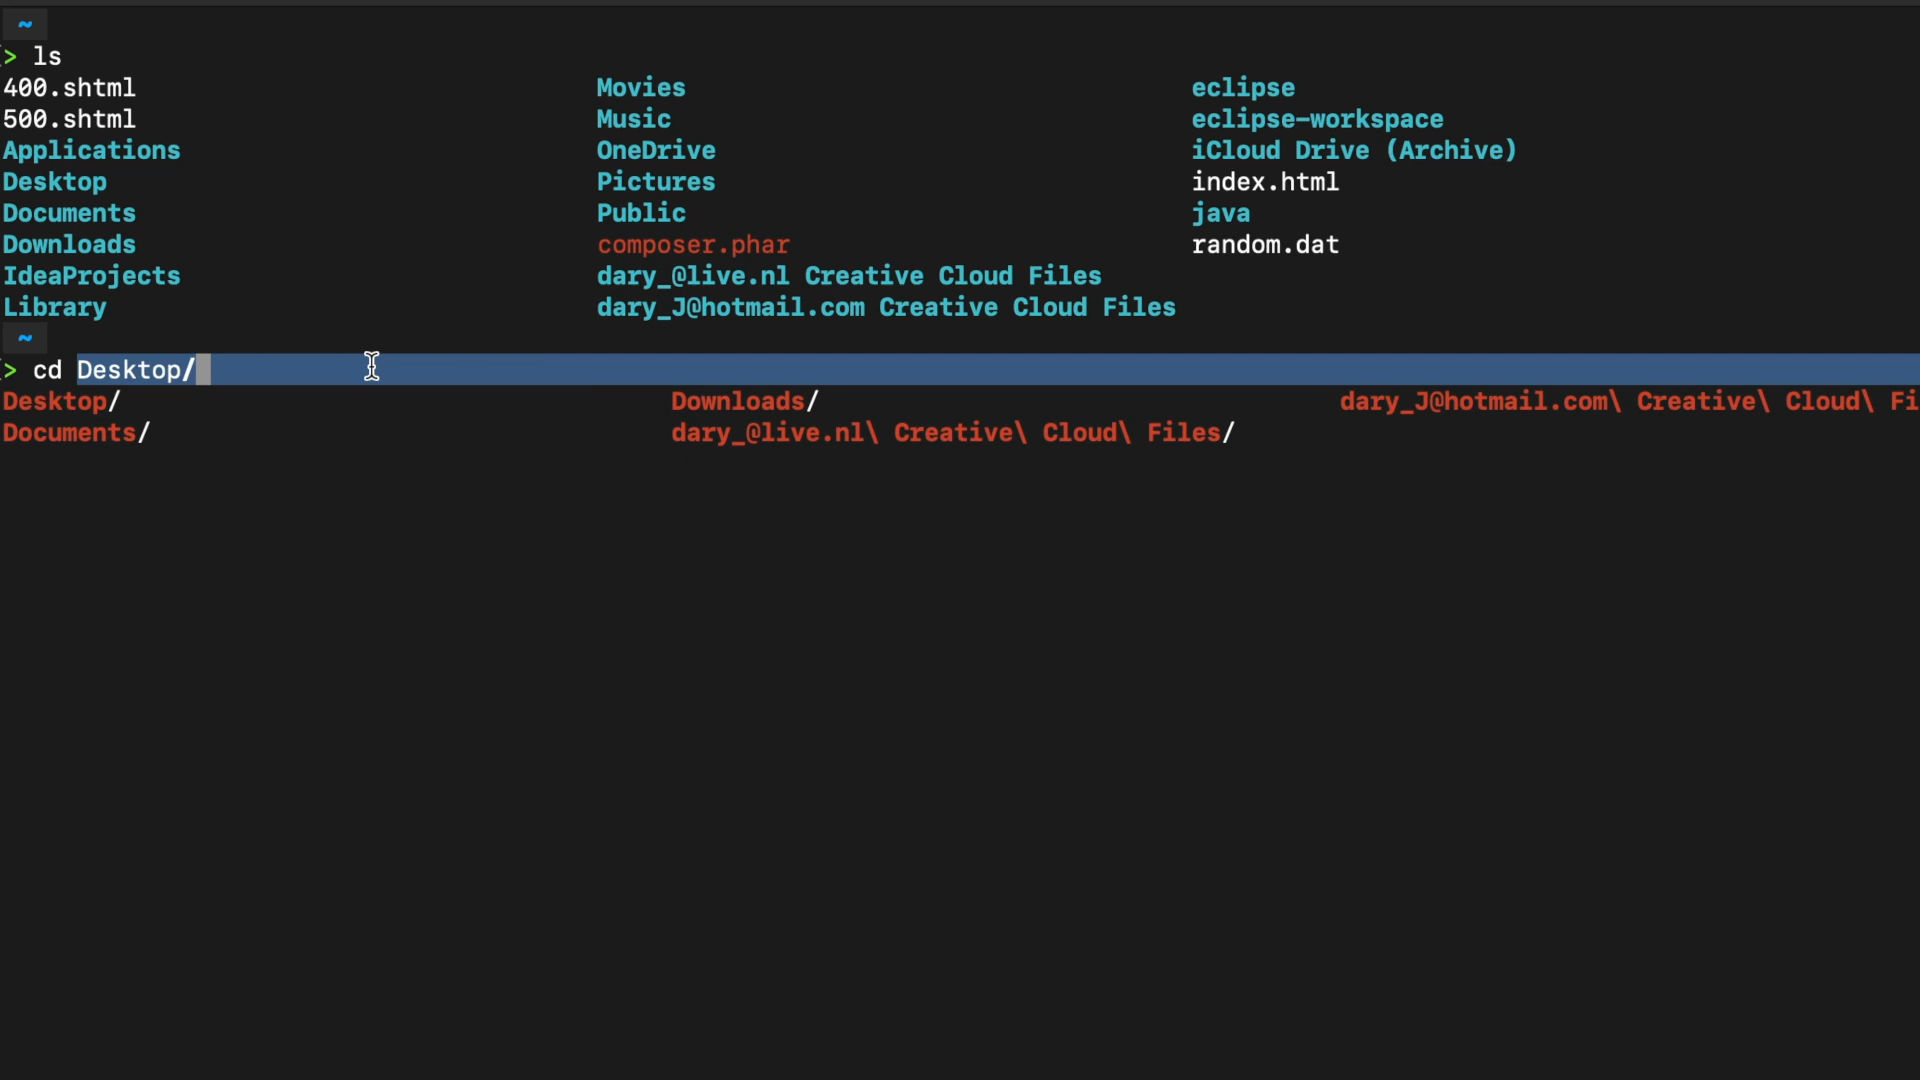 ~
> ls
400.shtml Movies eclipse
500.shtml Music eclipse-workspace
Applications OneDrive iCloud Drive (Archive)
Desktop Pictures index.html
Documents Public java
Downloads composer.phar random.dat
IdeaProjects dary_@live.nl Creative Cloud Files
Library dary_J@hotmail.com Creative Cloud Files
~
> cd Desktop/
Desktop/ Downloads/ dary_J@hotmail.com\ Creative\ Cloud\ Fi
Documents/ dary_@live.nl\ Creative\ Cloud\ Files/